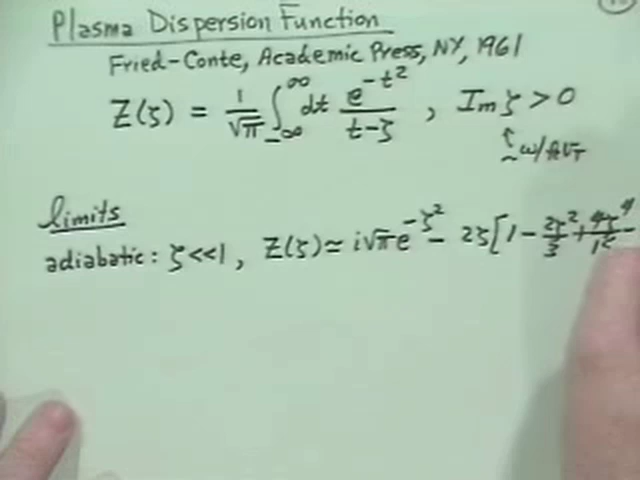 Plasma Dispersion Function
Fried-Conte, Academic Press, NY, 1961
Z(ζ) = 1/√π ∫_{-∞}^{∞} dt e^{-t²}/(t-ζ) , Im ζ > 0
↑
~ω/kv_T
limits
adiabatic: ζ<<1, Z(ζ) ≃ i√π e^{-ζ²} - 2ζ[1 - 2ζ²/3 + 4ζ⁴/15 -